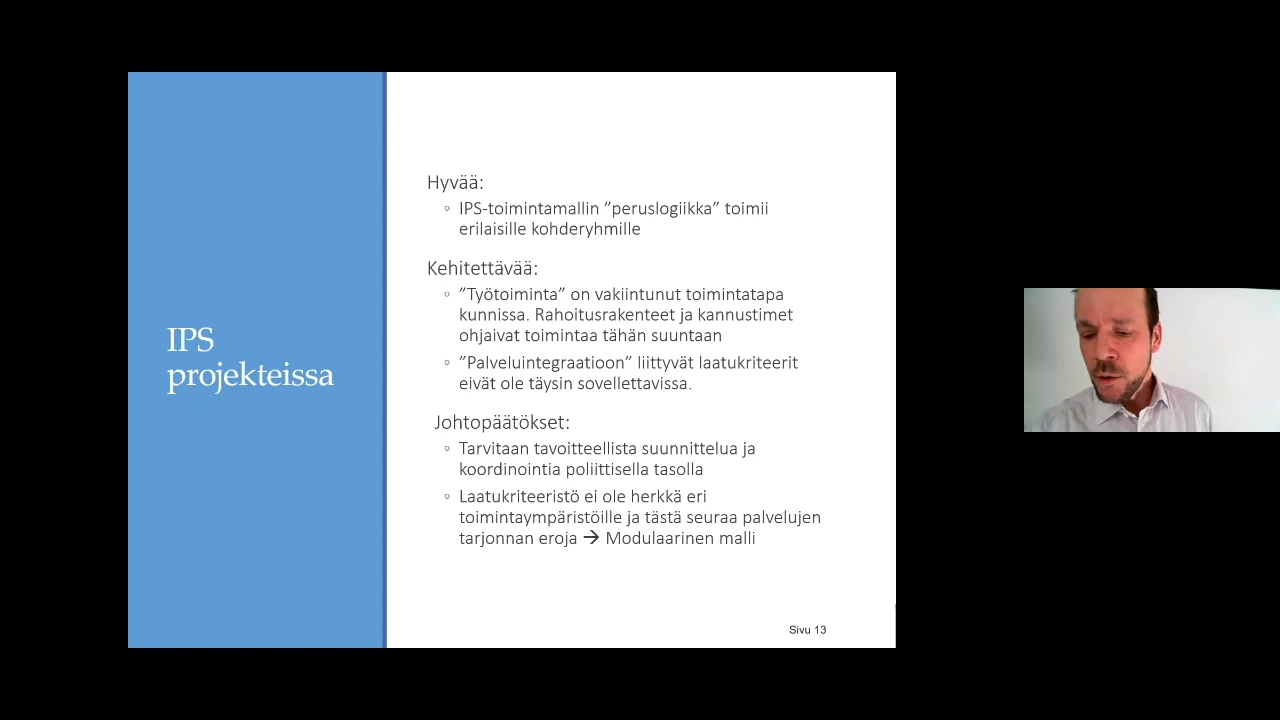 IPS
projekteissa
Hyvää:
◦ IPS-toimintamallin ”peruslogiikka” toimii
erilaisille kohderyhmille
Kehitettävää:
◦ ”Työtoiminta” on vakiintunut toimintatapa
kunnissa. Rahoitusrakenteet ja kannustimet
ohjaivat toimintaa tähän suuntaan
◦ ”Palveluintegraatioon” liittyvät laatukriteerit
eivät ole täysin sovellettavissa.
Johtopäätökset:
◦ Tarvitaan tavoitteellista suunnittelua ja
koordinointia poliittisella tasolla
◦ Laatukriteeristö ei ole herkkä eri
toimintaympäristöille ja tästä seuraa palvelujen
tarjonnan eroja → Modulaarinen malli
Sivu 13